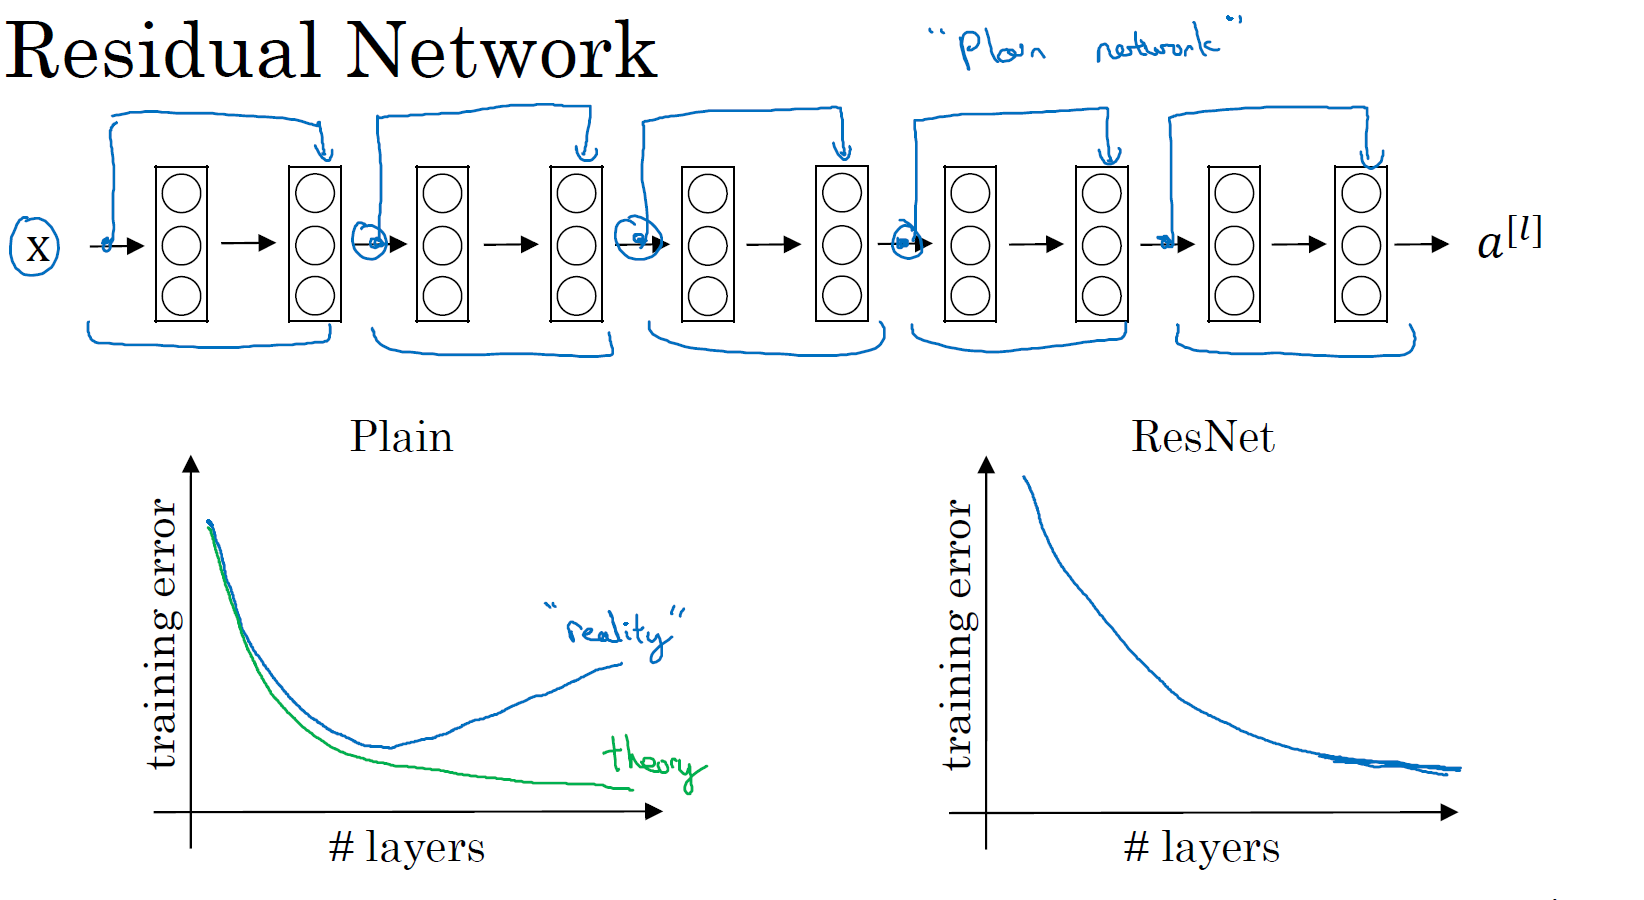 Residual Network
"Plain network"
x
a[l]
Plain
ResNet
training error
"reality"
theory
# layers
training error
# layers